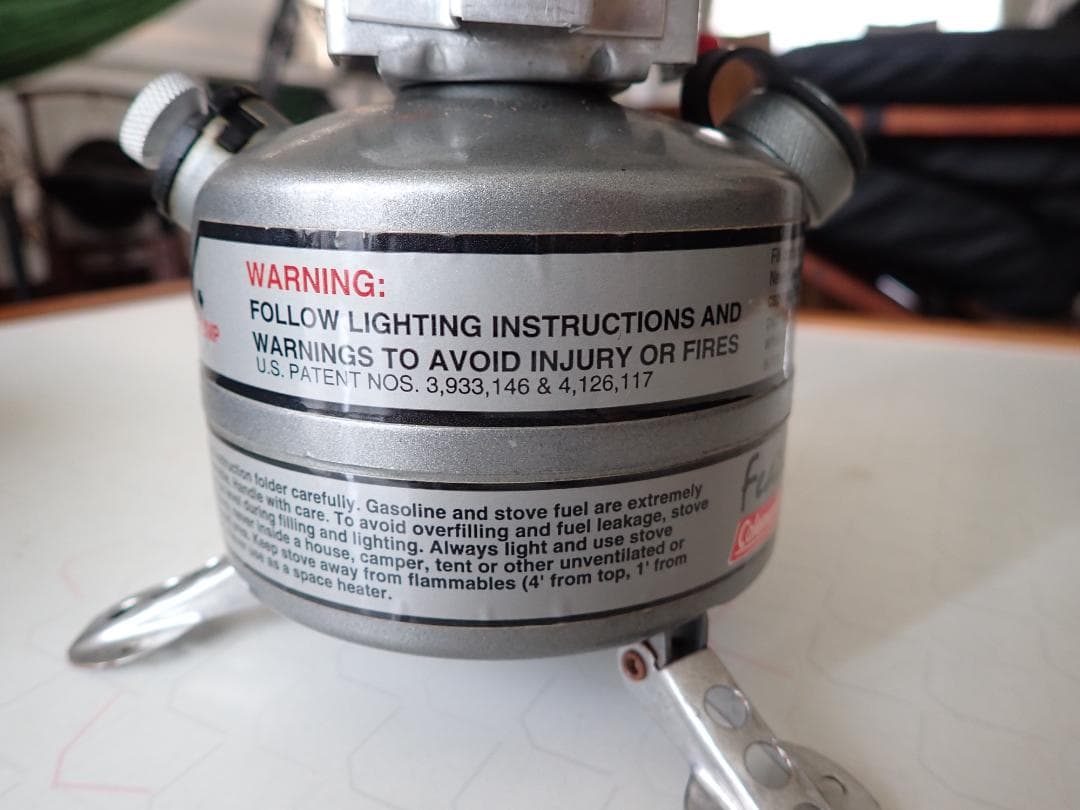 WARNING:
FOLLOW LIGHTING INSTRUCTIONS AND
WARNINGS TO AVOID INJURY OR FIRES
U.S. PATENT NOS. 3,933,146 & 4,126,117
folder carefully. Gasoline and stove fuel are extremely
Handle with care. To avoid overfilling and fuel leakage, stove
during filling and lighting. Always light and use stove
inside a house, camper, tent or other unventilated or
Keep stove away from flammables (4' from top, 1' from
as a space heater.